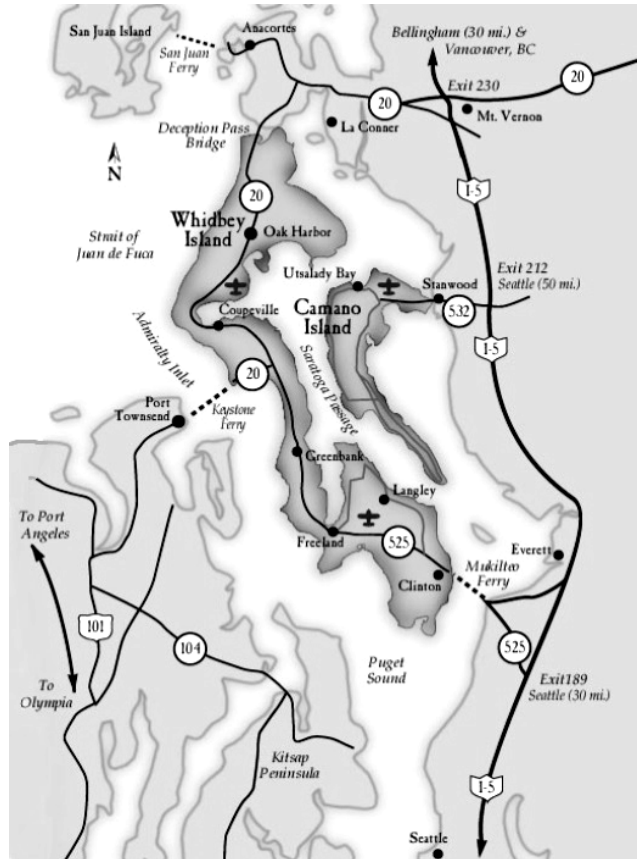 San Juan Island
San Juan
Ferry
Anacortes
Bellingham (30 mi.) &
Vancouver, BC
Exit 230
20
20
Mt. Vernon
La Conner
Deception Pass
Bridge
N
I-5
20
Whidbey
Island
Oak Harbor
Strait of
Juan de Fuca
Utsalady Bay
Stanwood
Exit 212
Seattle (50 mi.)
532
Camano
Island
Coupeville
I-5
Admiralty Inlet
Saratoga Passage
20
Port
Townsend
Keystone
Ferry
Greenbank
Langley
To Port
Angeles
Freeland
525
Everett
Mukilteo
Ferry
Clinton
101
104
525
Puget
Sound
To
Olympia
Exit189
Seattle (30 mi.)
Kitsap
Peninsula
I-5
Seattle